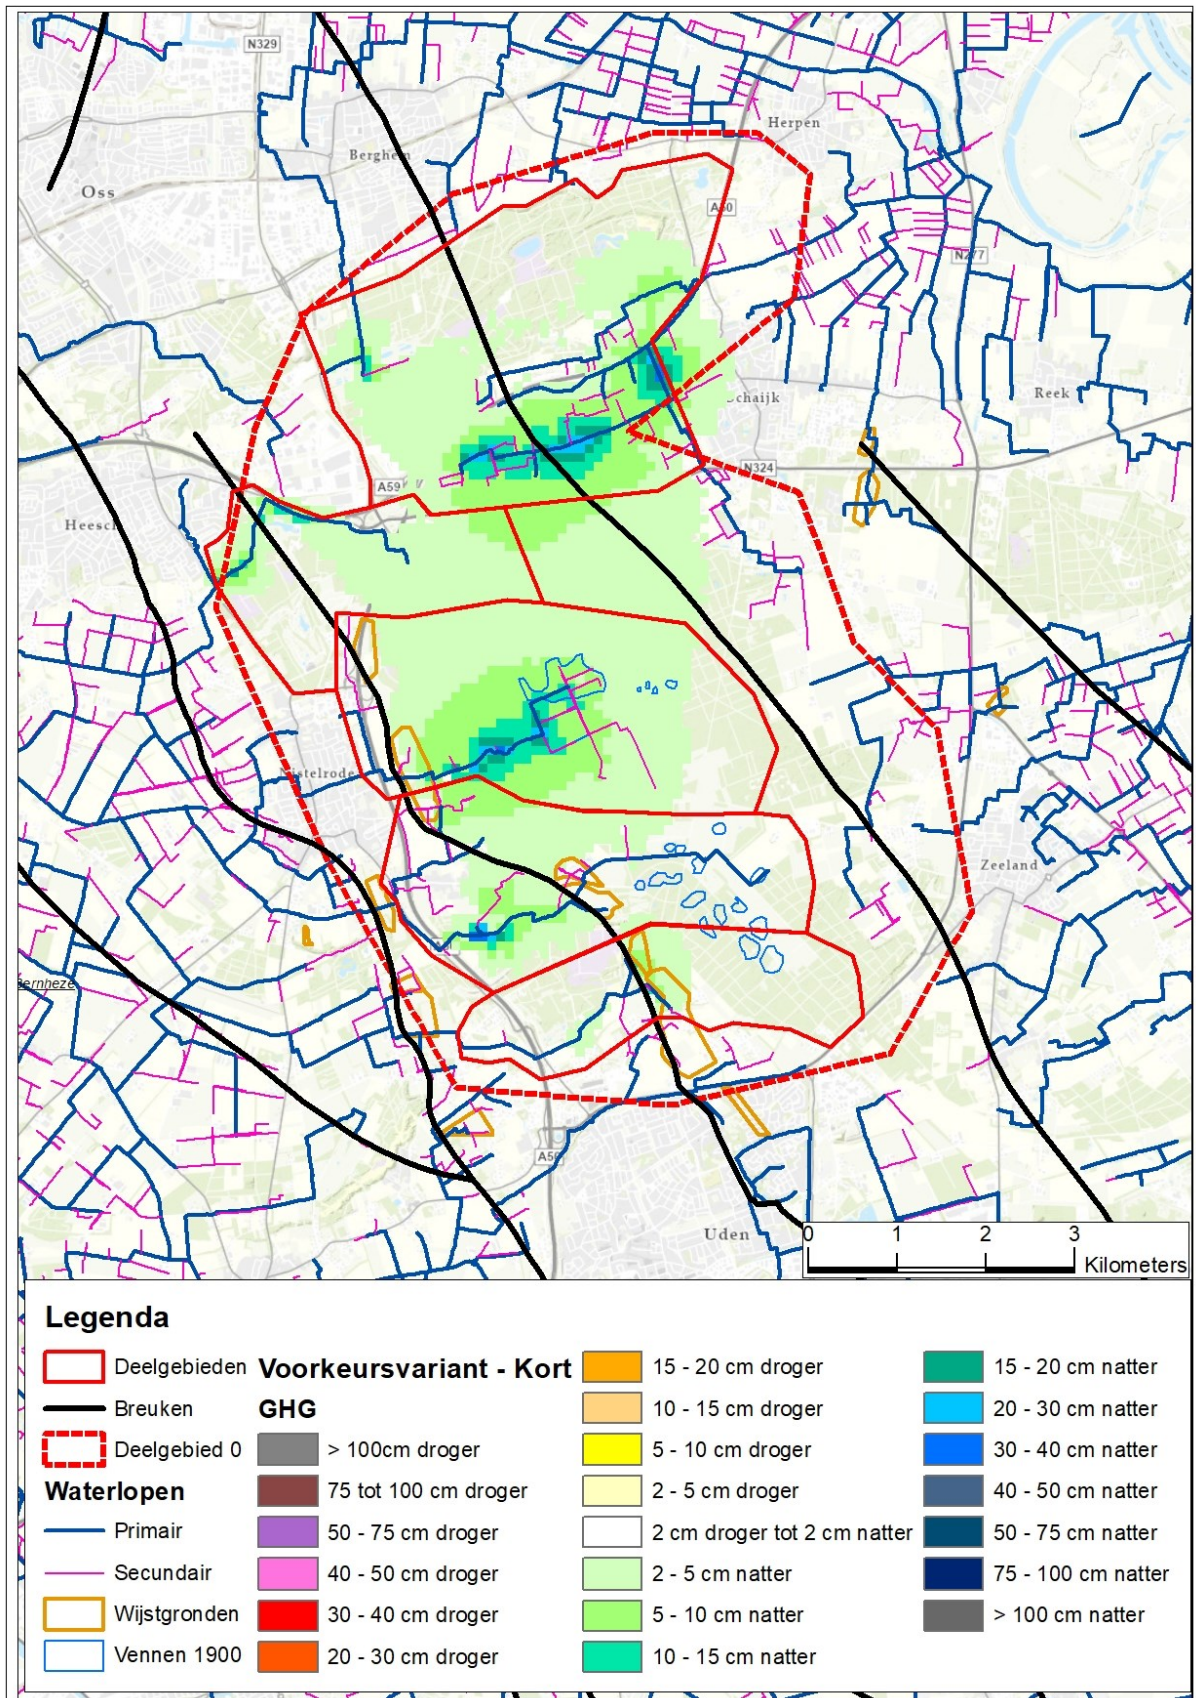 N329
Herpen
Berghem
Oss
A50
N277
Reek
Schaijk
N324
A59
Heesch
Nistelrode
Zeeland
Bernheze
A50
Uden
0 1 2 3
Kilometers
Legenda
Deelgebieden
Breuken
Deelgebied 0
Waterlopen
Primair
Secundair
Wijstgronden
Vennen 1900
Voorkeursvariant - Kort
GHG
> 100cm droger
75 tot 100 cm droger
50 - 75 cm droger
40 - 50 cm droger
30 - 40 cm droger
20 - 30 cm droger
15 - 20 cm droger
10 - 15 cm droger
5 - 10 cm droger
2 - 5 cm droger
2 cm droger tot 2 cm natter
2 - 5 cm natter
5 - 10 cm natter
10 - 15 cm natter
15 - 20 cm natter
20 - 30 cm natter
30 - 40 cm natter
40 - 50 cm natter
50 - 75 cm natter
75 - 100 cm natter
> 100 cm natter